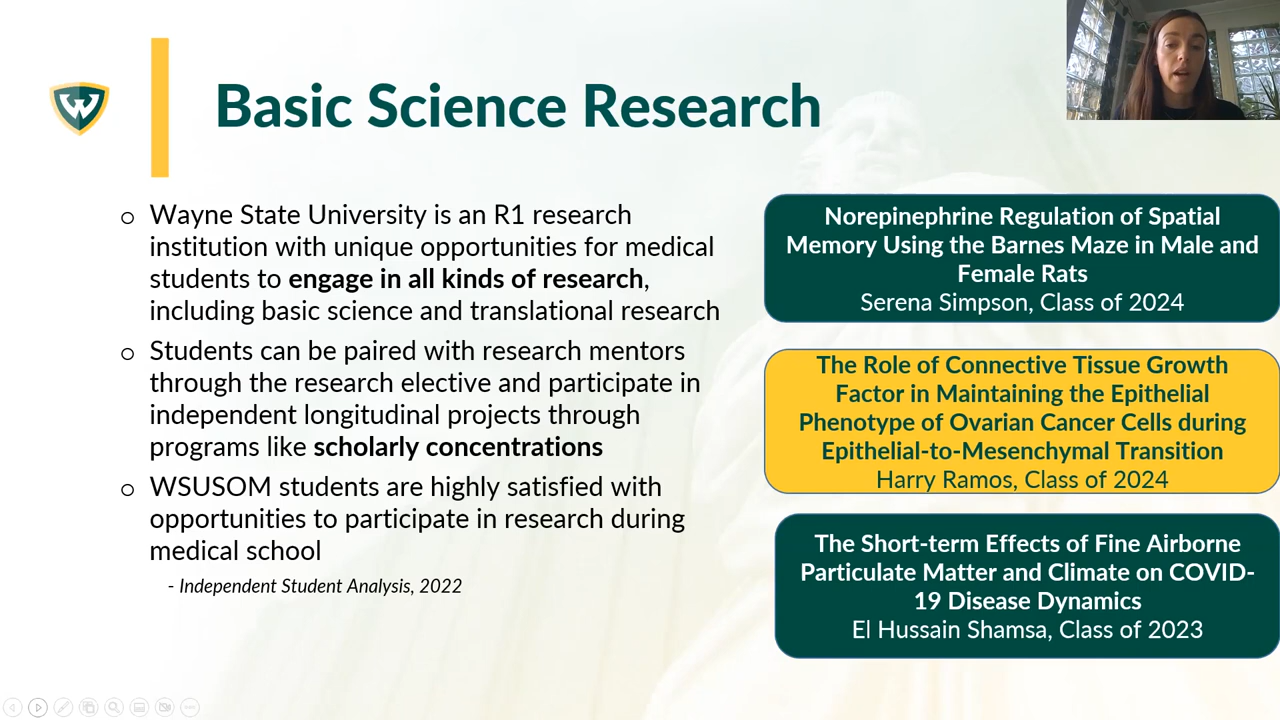 Basic Science Research
○ Wayne State University is an R1 research
institution with unique opportunities for medical
students to engage in all kinds of research,
including basic science and translational research
○ Students can be paired with research mentors
through the research elective and participate in
independent longitudinal projects through
programs like scholarly concentrations
○ WSUSOM students are highly satisfied with
opportunities to participate in research during
medical school
- Independent Student Analysis, 2022
Norepinephrine Regulation of Spatial
Memory Using the Barnes Maze in Male and
Female Rats
Serena Simpson, Class of 2024
The Role of Connective Tissue Growth
Factor in Maintaining the Epithelial
Phenotype of Ovarian Cancer Cells during
Epithelial-to-Mesenchymal Transition
Harry Ramos, Class of 2024
The Short-term Effects of Fine Airborne
Particulate Matter and Climate on COVID-
19 Disease Dynamics
El Hussain Shamsa, Class of 2023